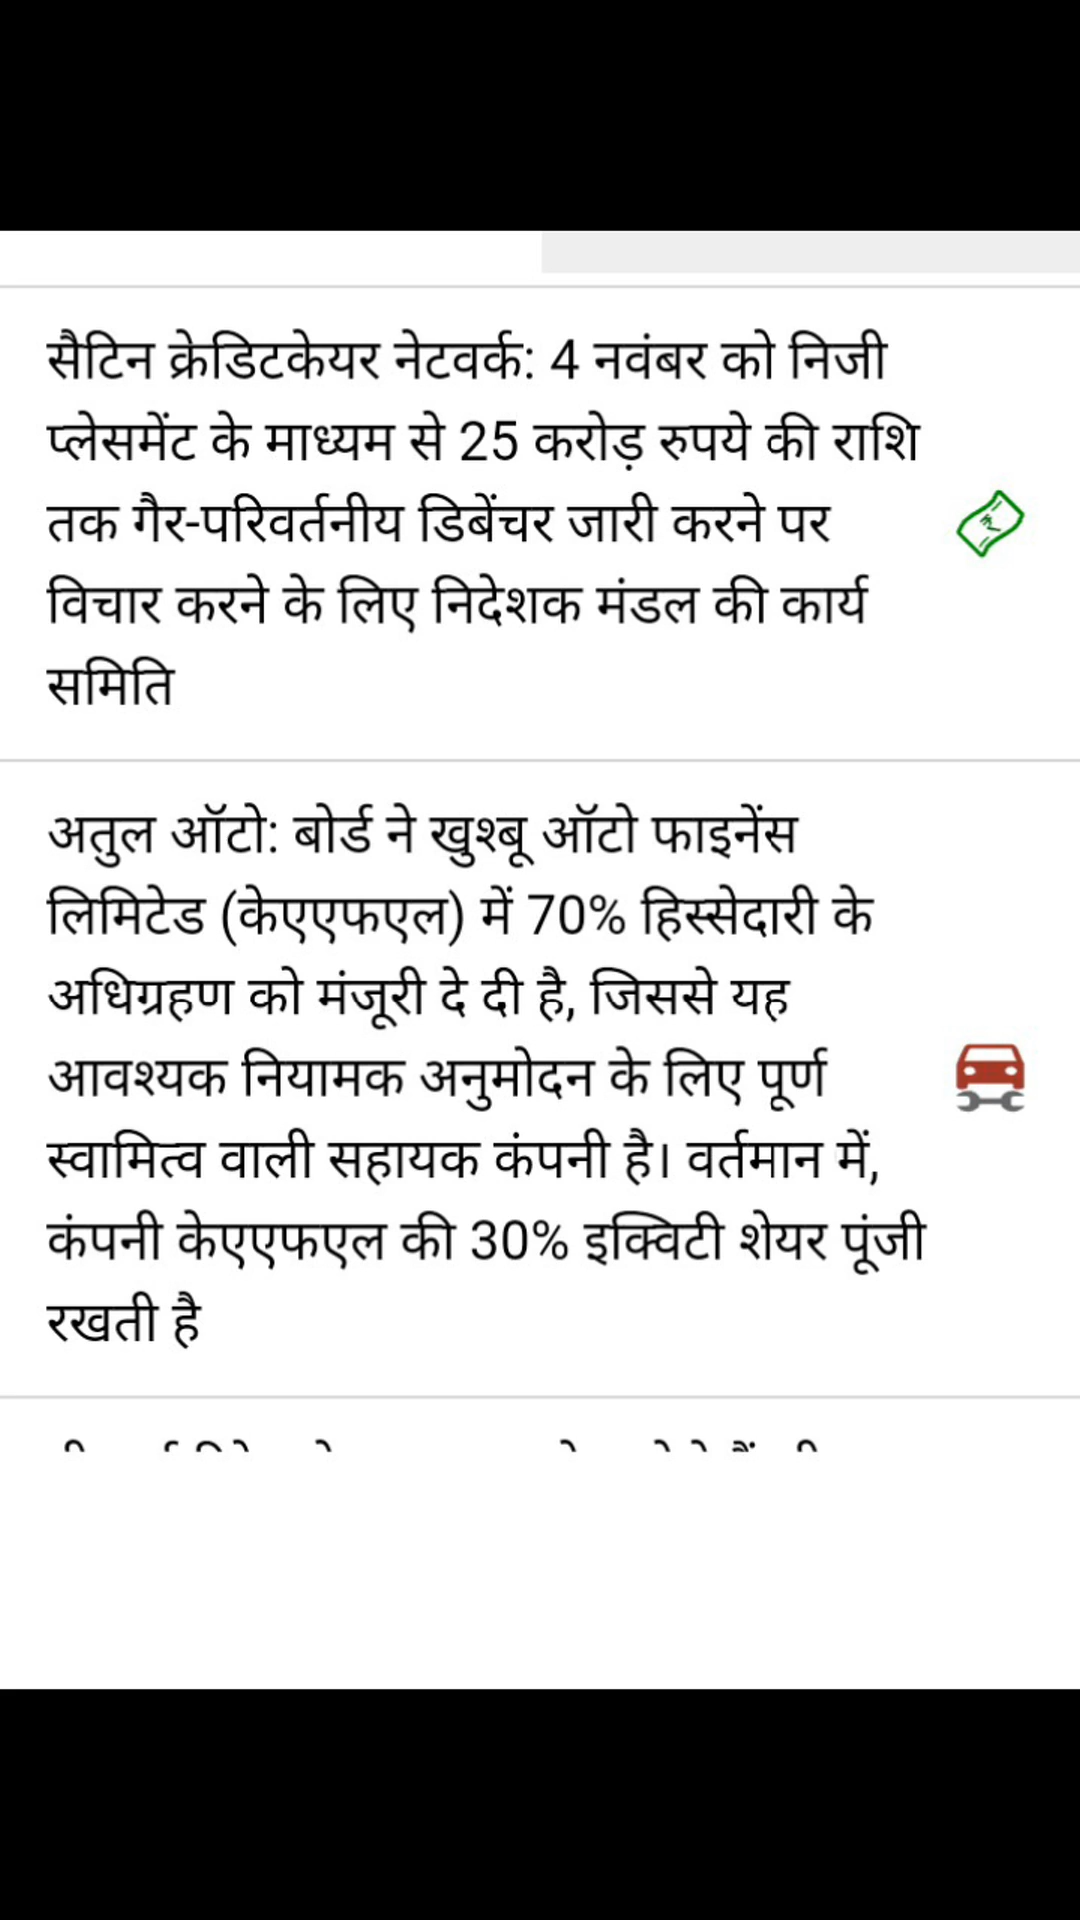 सैटिन क्रेडिटकेयर नेटवर्क: 4 नवंबर को निजी
प्लेसमेंट के माध्यम से 25 करोड़ रुपये की राशि
तक गैर-परिवर्तनीय डिबेंचर जारी करने पर
विचार करने के लिए निदेशक मंडल की कार्य
समिति
अतुल ऑटो: बोर्ड ने खुश्बू ऑटो फाइनेंस
लिमिटेड (केएएफएल) में 70% हिस्सेदारी के
अधिग्रहण को मंजूरी दे दी है, जिससे यह
आवश्यक नियामक अनुमोदन के लिए पूर्ण
स्वामित्व वाली सहायक कंपनी है। वर्तमान में,
कंपनी केएएफएल की 30% इक्विटी शेयर पूंजी
रखती है